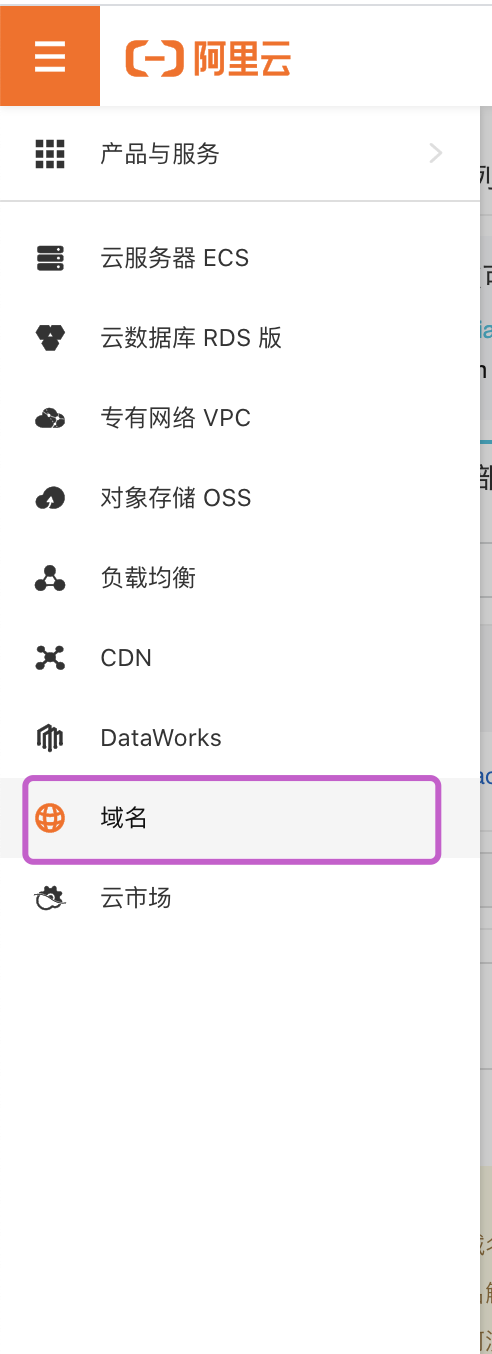 阿里云
产品与服务
云服务器 ECS
云数据库 RDS 版
专有网络 VPC
对象存储 OSS
负载均衡
CDN
DataWorks
域名
云市场
部